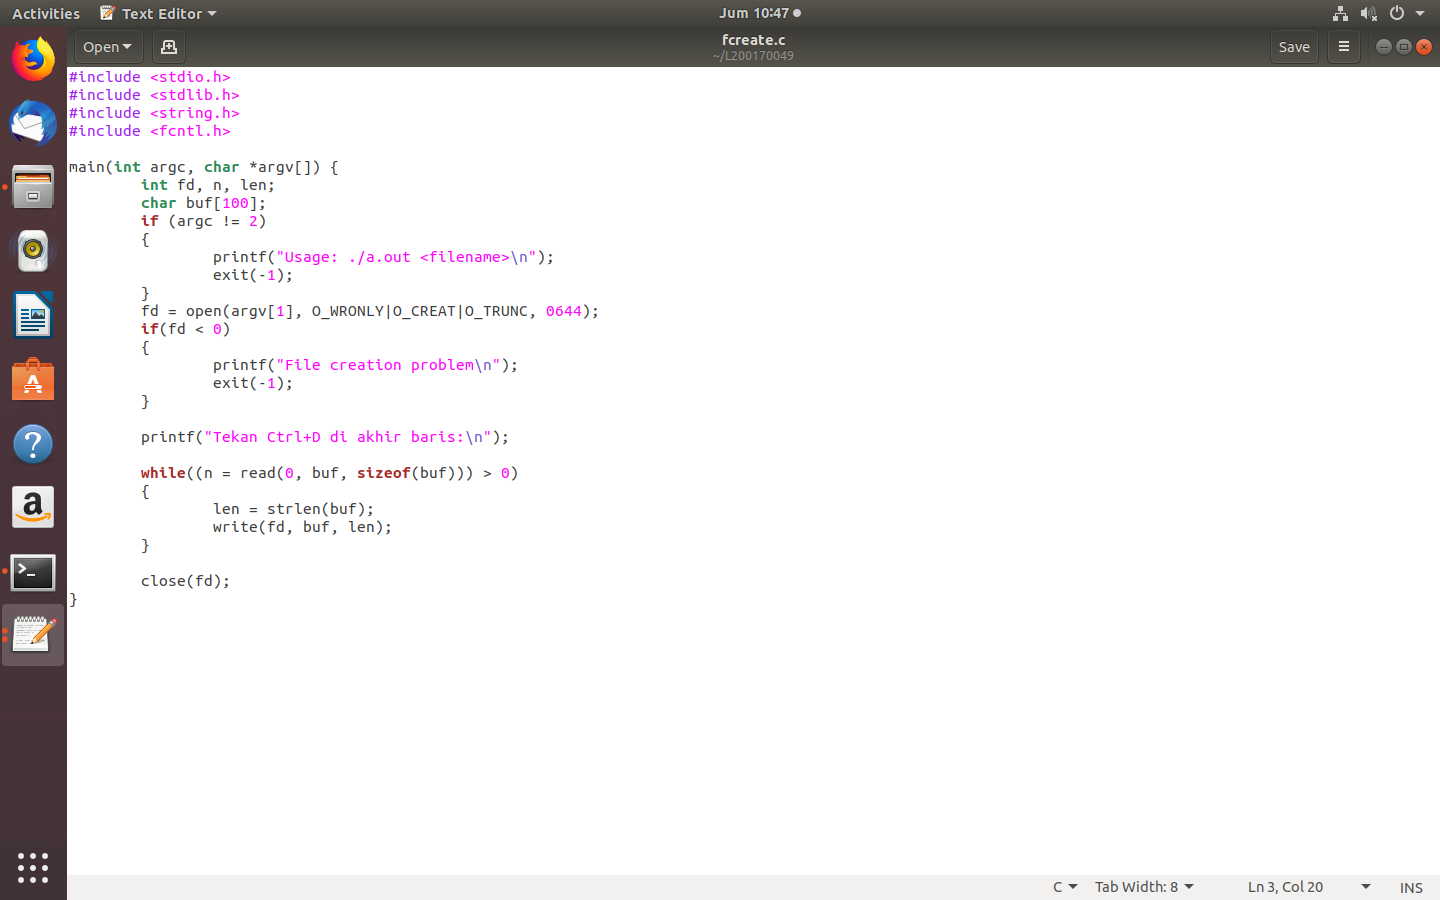 Activities Text Editor Jum 10:47
Open fcreate.c Save
~/L200170049
#include <stdio.h>
#include <stdlib.h>
#include <string.h>
#include <fcntl.h>

main(int argc, char *argv[]) {
        int fd, n, len;
        char buf[100];
        if (argc != 2)
        {
                printf("Usage: ./a.out <filename>\n");
                exit(-1);
        }
        fd = open(argv[1], O_WRONLY|O_CREAT|O_TRUNC, 0644);
        if(fd < 0)
        {
                printf("File creation problem\n");
                exit(-1);
        }

        printf("Tekan Ctrl+D di akhir baris:\n");

        while((n = read(0, buf, sizeof(buf))) > 0)
        {
                len = strlen(buf);
                write(fd, buf, len);
        }

        close(fd);
}
C Tab Width: 8 Ln 3, Col 20 INS